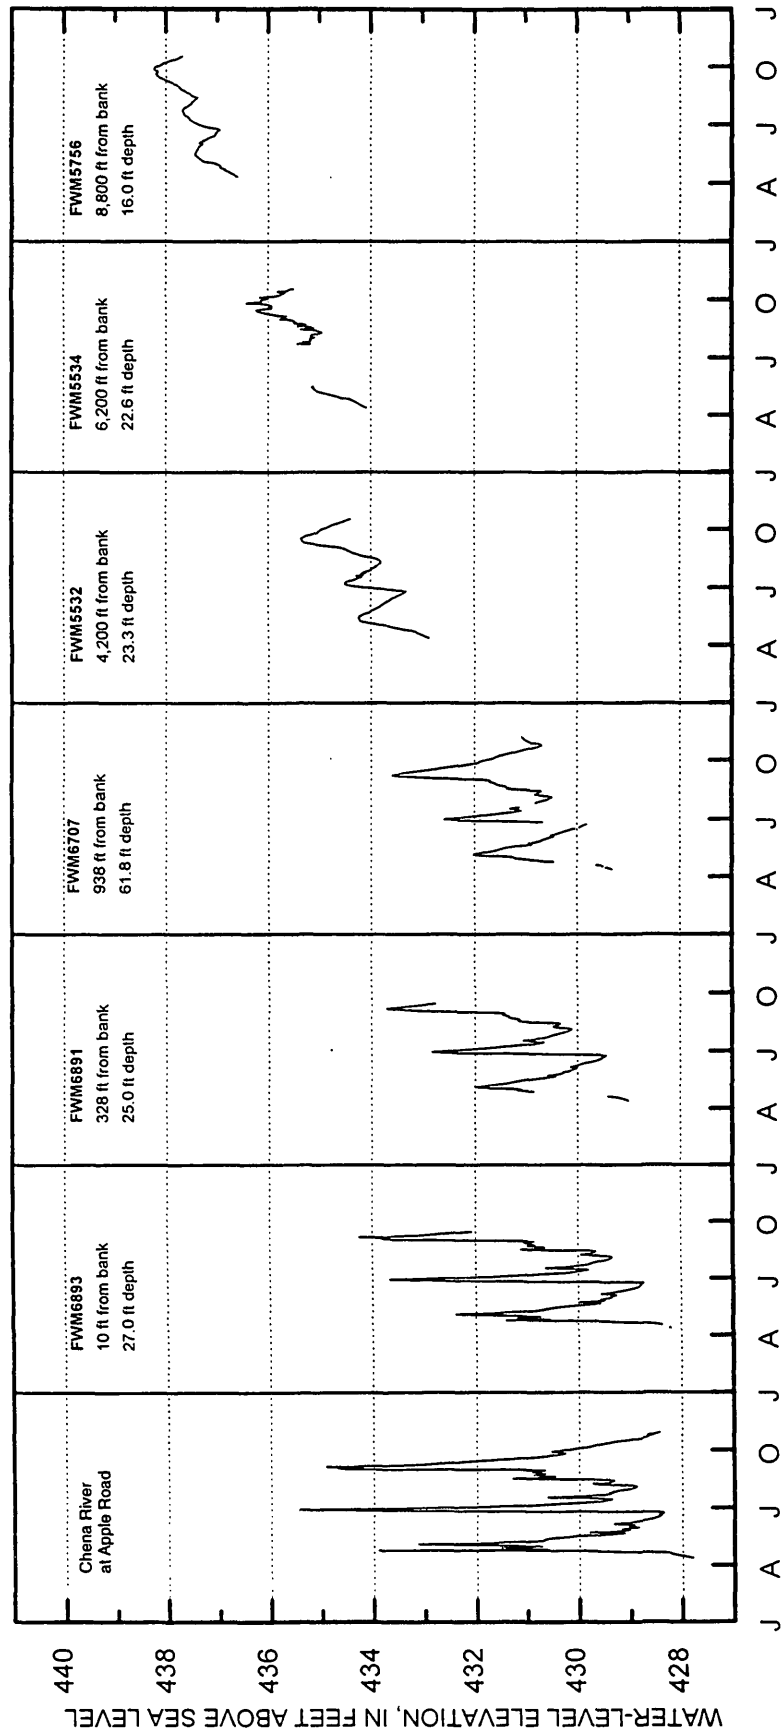 WATER-LEVEL ELEVATION, IN FEET ABOVE SEA LEVEL
440
438
436
434
432
430
428
Chena River
at Apple Road
FWM6893
10 ft from bank
27.0 ft depth
FWM6891
328 ft from bank
25.0 ft depth
FWM6707
938 ft from bank
61.8 ft depth
FWM5532
4,200 ft from bank
23.3 ft depth
FWM5534
6,200 ft from bank
22.6 ft depth
FWM5756
8,800 ft from bank
16.0 ft depth
J A J O J A J O J A J O J A J O J A J O J A J O J A J O J